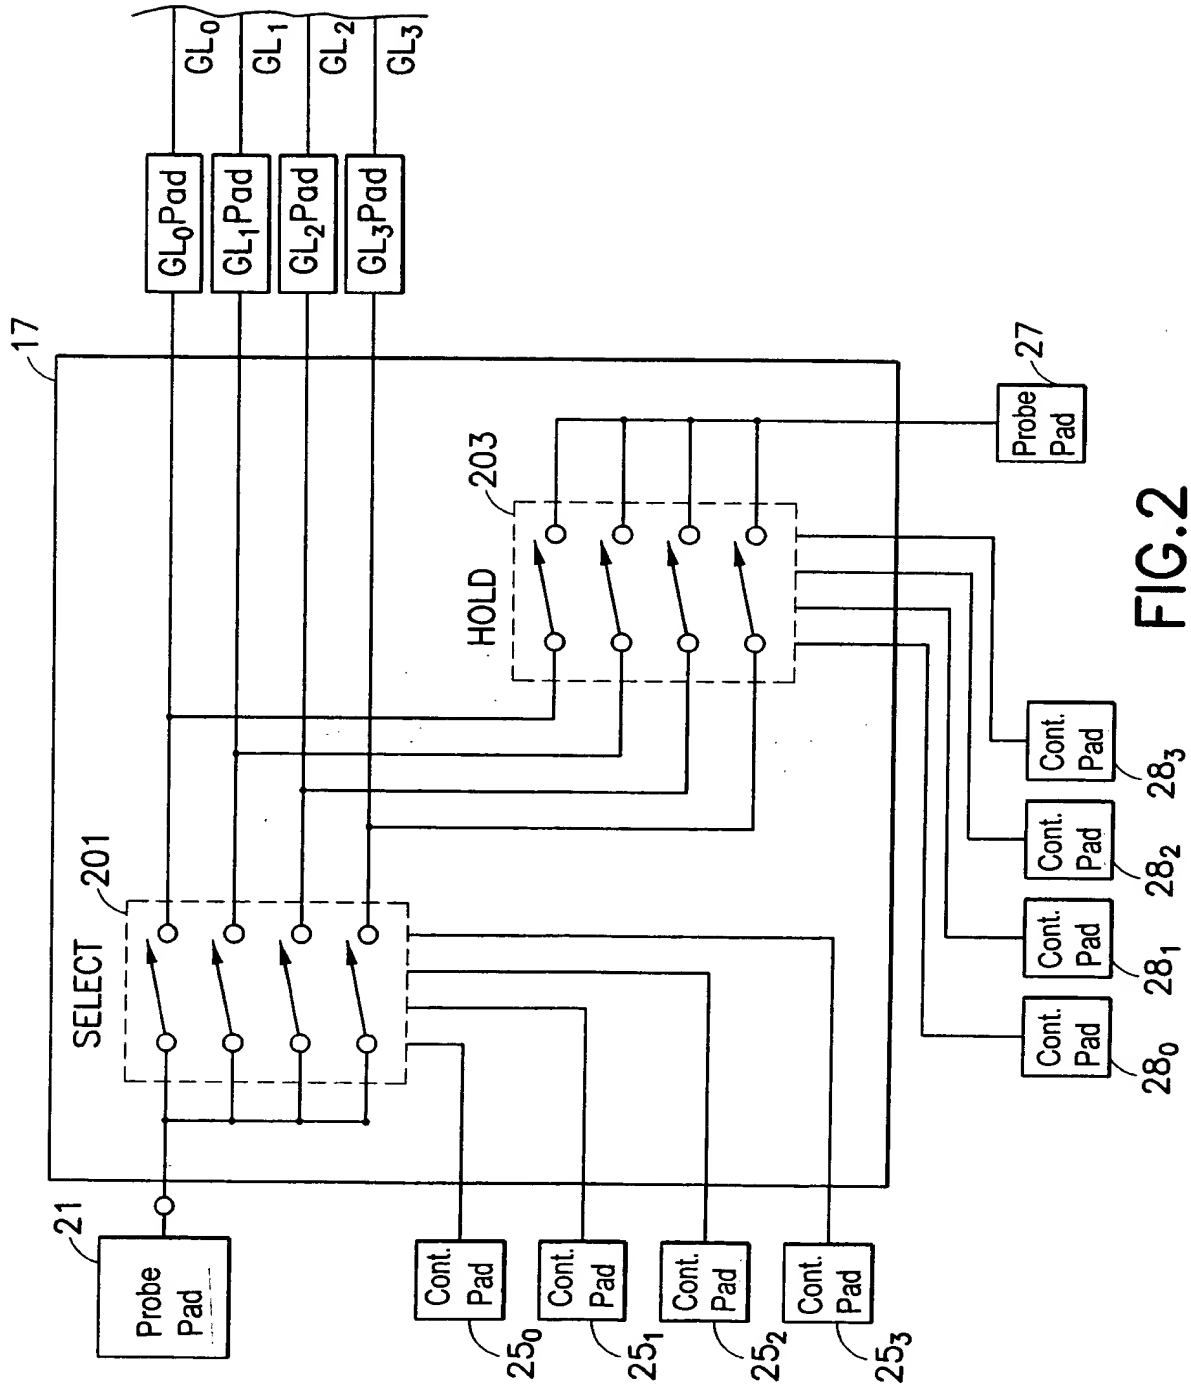 17
GL₀Pad
GL₀
GL₁Pad
GL₁
GL₂Pad
GL₂
GL₃Pad
GL₃
SELECT
201
HOLD
203
21
Probe
Pad
Probe
Pad
27
Cont.
Pad
25₀
Cont.
Pad
25₁
Cont.
Pad
25₂
Cont.
Pad
25₃
Cont.
Pad
28₀
Cont.
Pad
28₁
Cont.
Pad
28₂
Cont.
Pad
28₃
FIG.2